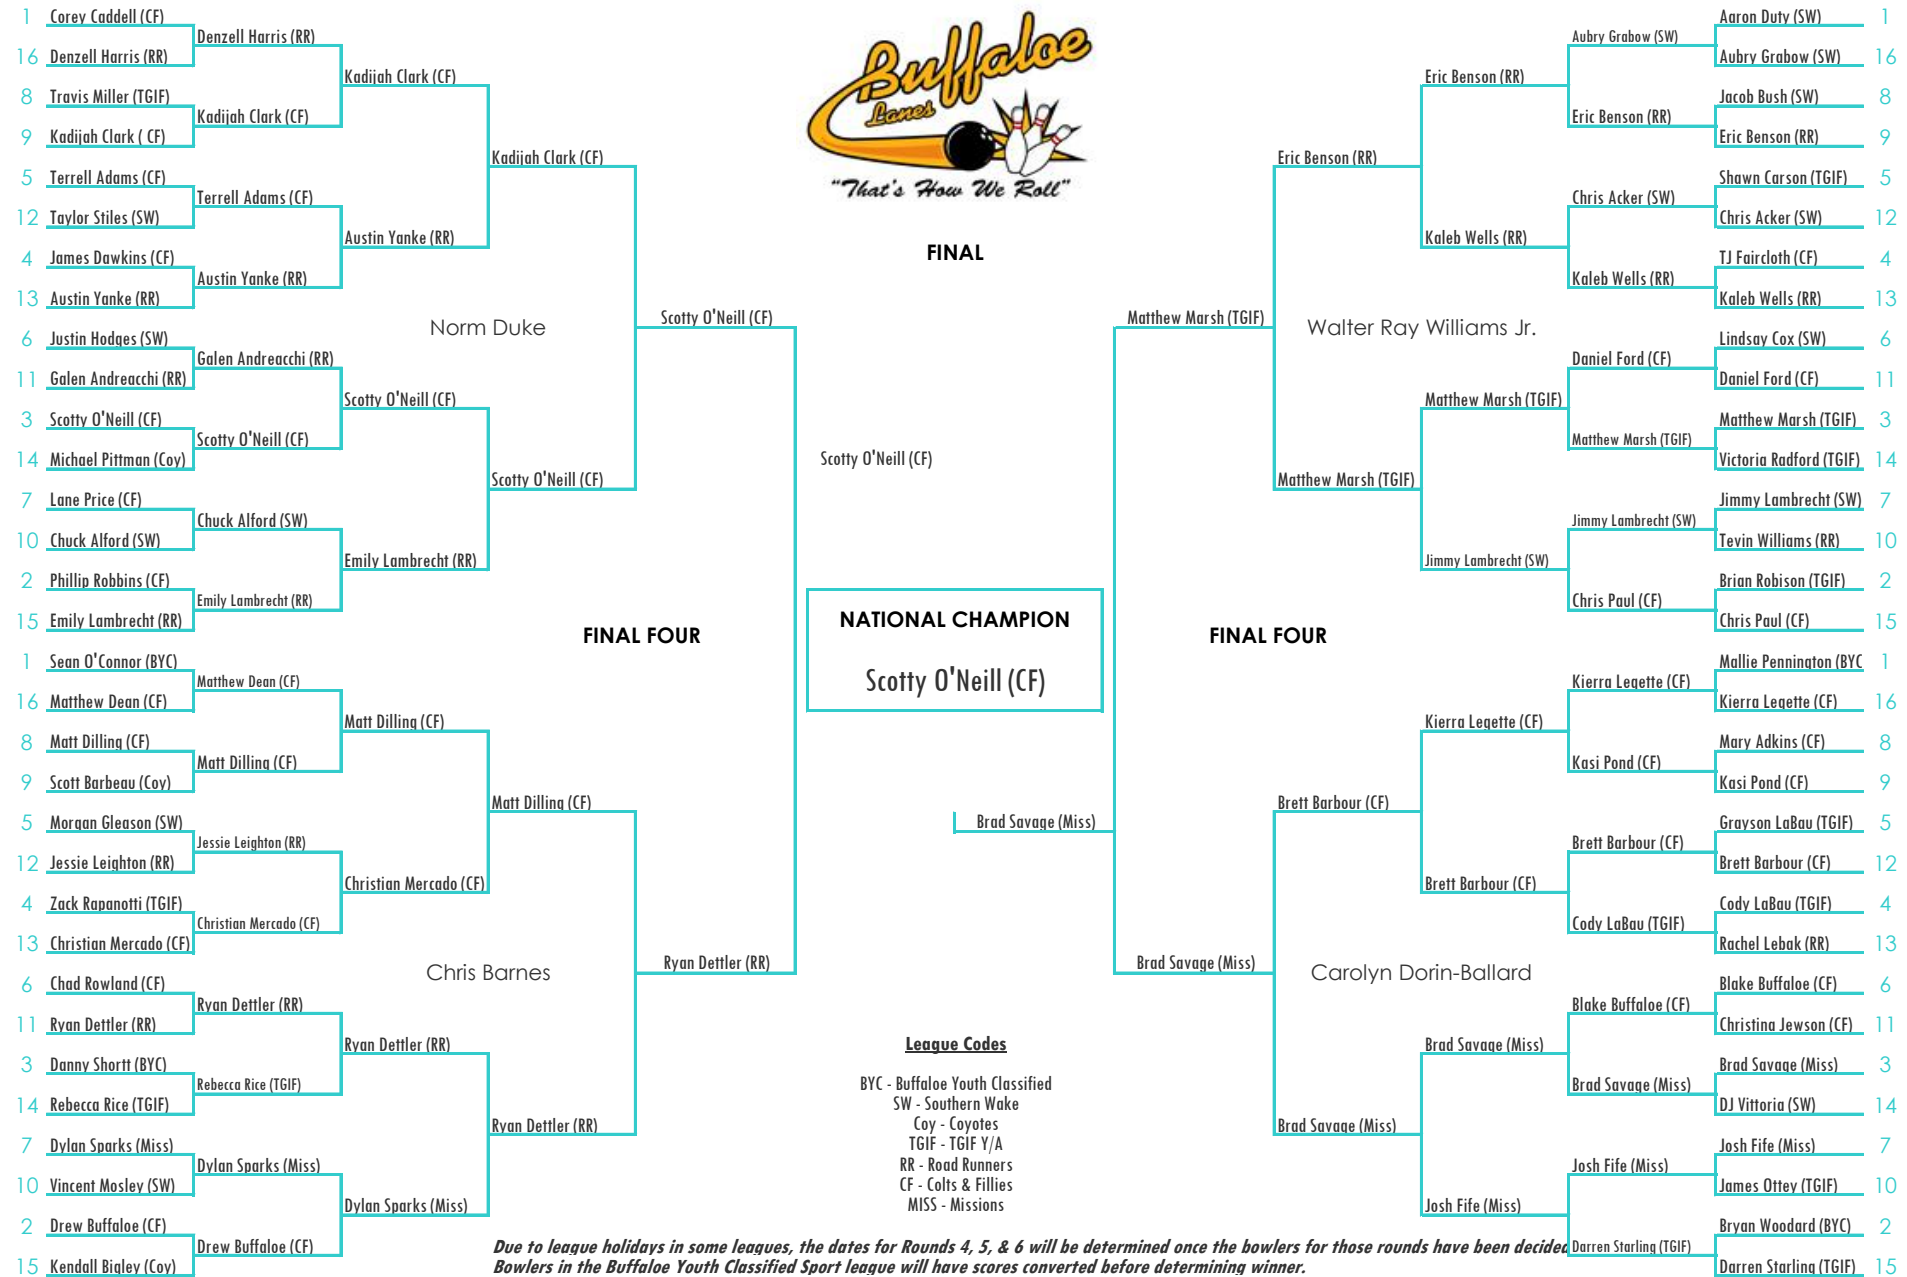 1 Corey Caddell (CF)
16 Denzell Harris (RR)
8 Travis Miller (TGIF)
9 Kadijah Clark ( CF)
5 Terrell Adams (CF)
12 Taylor Stiles (SW)
4 James Dawkins (CF)
13 Austin Yanke (RR)
6 Justin Hodges (SW)
11 Galen Andreacchi (RR)
3 Scotty O'Neill (CF)
14 Michael Pittman (Coy)
7 Lane Price (CF)
10 Chuck Alford (SW)
2 Phillip Robbins (CF)
15 Emily Lambrecht (RR)
1 Sean O'Connor (BYC)
16 Matthew Dean (CF)
8 Matt Dilling (CF)
9 Scott Barbeau (Coy)
5 Morgan Gleason (SW)
12 Jessie Leighton (RR)
4 Zack Rapanotti (TGIF)
13 Christian Mercado (CF)
6 Chad Rowland (CF)
11 Ryan Dettler (RR)
3 Danny Shortt (BYC)
14 Rebecca Rice (TGIF)
7 Dylan Sparks (Miss)
10 Vincent Mosley (SW)
2 Drew Buffaloe (CF)
15 Kendall Bigley (Coy)
Denzell Harris (RR)
Kadijah Clark (CF)
Terrell Adams (CF)
Austin Yanke (RR)
Galen Andreacchi (RR)
Scotty O'Neill (CF)
Chuck Alford (SW)
Emily Lambrecht (RR)
Matthew Dean (CF)
Matt Dilling (CF)
Jessie Leighton (RR)
Christian Mercado (CF)
Ryan Dettler (RR)
Rebecca Rice (TGIF)
Dylan Sparks (Miss)
Drew Buffaloe (CF)
Kadijah Clark (CF)
Austin Yanke (RR)
Scotty O'Neill (CF)
Emily Lambrecht (RR)
Matt Dilling (CF)
Christian Mercado (CF)
Ryan Dettler (RR)
Dylan Sparks (Miss)
Kadijah Clark (CF)
Norm Duke
Scotty O'Neill (CF)
Matt Dilling (CF)
Chris Barnes
Ryan Dettler (RR)
Scotty O'Neill (CF)
FINAL FOUR
Ryan Dettler (RR)
Buffaloe
Lanes
"That's How We Roll"
FINAL
Scotty O'Neill (CF)
NATIONAL CHAMPION
Scotty O'Neill (CF)
Brad Savage (Miss)
League Codes
BYC - Buffaloe Youth Classified
SW - Southern Wake
Coy - Coyotes
TGIF - TGIF Y/A
RR - Road Runners
CF - Colts & Fillies
MISS - Missions
Matthew Marsh (TGIF)
FINAL FOUR
Brad Savage (Miss)
Eric Benson (RR)
Walter Ray Williams Jr.
Matthew Marsh (TGIF)
Brett Barbour (CF)
Carolyn Dorin-Ballard
Brad Savage (Miss)
Eric Benson (RR)
Kaleb Wells (RR)
Matthew Marsh (TGIF)
Jimmy Lambrecht (SW)
Kierra Legette (CF)
Brett Barbour (CF)
Brad Savage (Miss)
Josh Fife (Miss)
Aubry Grabow (SW)
Eric Benson (RR)
Chris Acker (SW)
Kaleb Wells (RR)
Daniel Ford (CF)
Matthew Marsh (TGIF)
Jimmy Lambrecht (SW)
Chris Paul (CF)
Kierra Legette (CF)
Kasi Pond (CF)
Brett Barbour (CF)
Cody LaBau (TGIF)
Blake Buffaloe (CF)
Brad Savage (Miss)
Josh Fife (Miss)
Darren Starling (TGIF)
Aaron Duty (SW) 1
Aubry Grabow (SW) 16
Jacob Bush (SW) 8
Eric Benson (RR) 9
Shawn Carson (TGIF) 5
Chris Acker (SW) 12
TJ Faircloth (CF) 4
Kaleb Wells (RR) 13
Lindsay Cox (SW) 6
Daniel Ford (CF) 11
Matthew Marsh (TGIF) 3
Victoria Radford (TGIF) 14
Jimmy Lambrecht (SW) 7
Tevin Williams (RR) 10
Brian Robison (TGIF) 2
Chris Paul (CF) 15
Mallie Pennington (BYC 1
Kierra Legette (CF) 16
Mary Adkins (CF) 8
Kasi Pond (CF) 9
Grayson LaBau (TGIF) 5
Brett Barbour (CF) 12
Cody LaBau (TGIF) 4
Rachel Lebak (RR) 13
Blake Buffaloe (CF) 6
Christina Jewson (CF) 11
Brad Savage (Miss) 3
DJ Vittoria (SW) 14
Josh Fife (Miss) 7
James Ottey (TGIF) 10
Bryan Woodard (BYC) 2
Darren Starling (TGIF) 15
Due to league holidays in some leagues, the dates for Rounds 4, 5, & 6 will be determined once the bowlers for those rounds have been decided
Bowlers in the Buffaloe Youth Classified Sport league will have scores converted before determining winner.